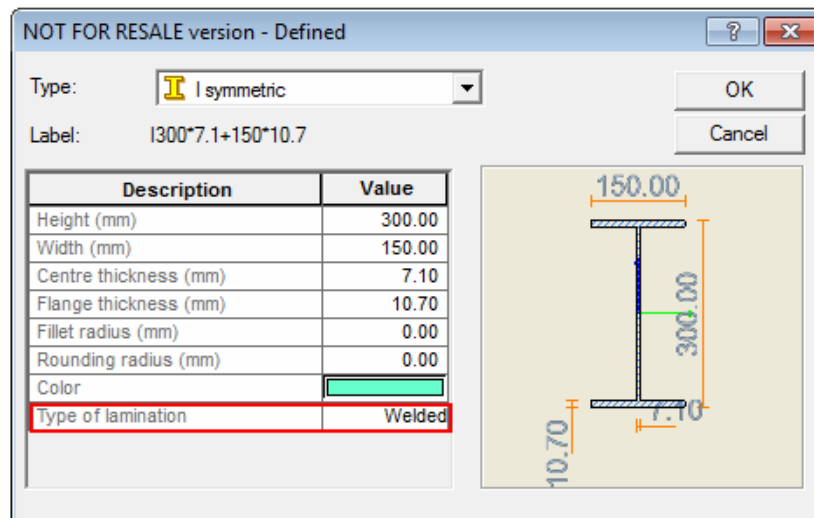 NOT FOR RESALE version - Defined
Type: I symmetric OK
Label: I300*7.1+150*10.7 Cancel
Description Value
Height (mm) 300.00
Width (mm) 150.00
Centre thickness (mm) 7.10
Flange thickness (mm) 10.70
Fillet radius (mm) 0.00
Rounding radius (mm) 0.00
Color
Type of lamination Welded
150.00
300.00
7.10
10.70